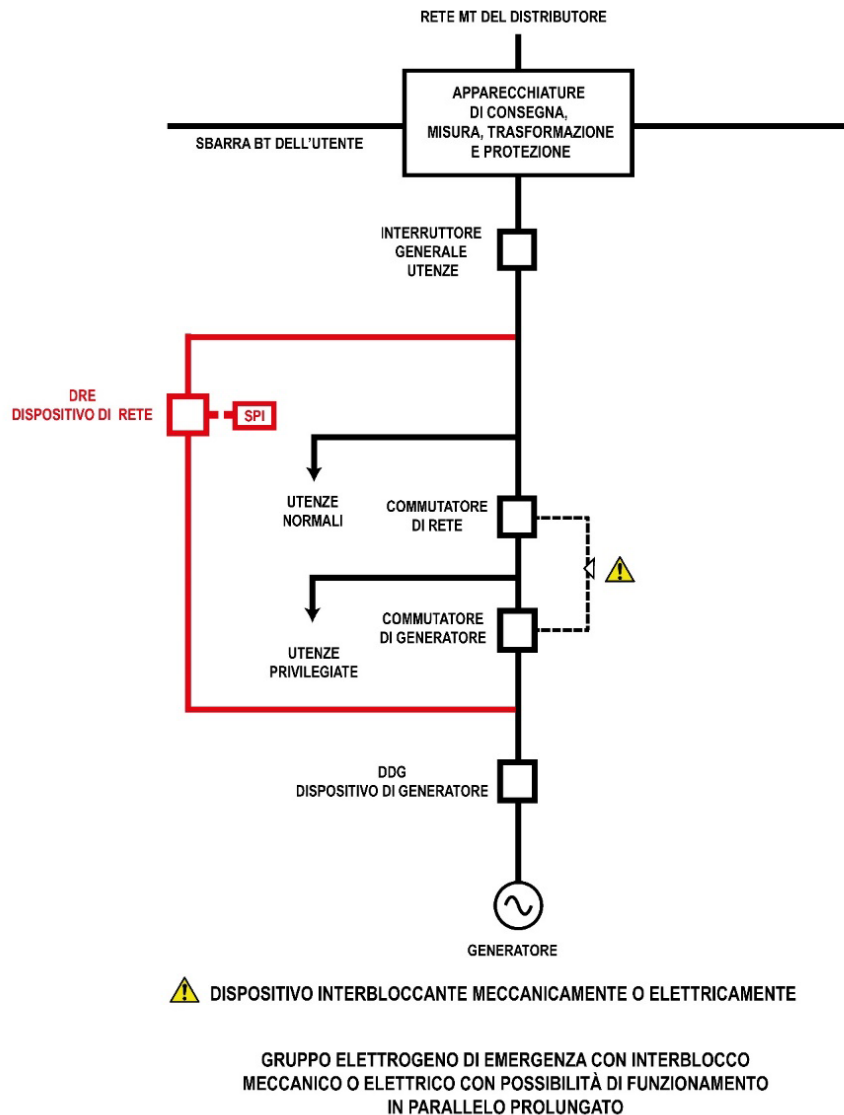 RETE MT DEL DISTRIBUTORE
APPARECCHIATURE
DI CONSEGNA,
MISURA, TRASFORMAZIONE
E PROTEZIONE
SBARRA BT DELL'UTENTE
INTERRUTTORE
GENERALE
UTENZE
DRE
DISPOSITIVO DI RETE
SPI
UTENZE
NORMALI
COMMUTATORE
DI RETE
UTENZE
PRIVILEGIATE
COMMUTATORE
DI GENERATORE
DDG
DISPOSITIVO DI GENERATORE
GENERATORE
DISPOSITIVO INTERBLOCCANTE MECCANICAMENTE O ELETTRICAMENTE
GRUPPO ELETTROGENO DI EMERGENZA CON INTERBLOCCO
MECCANICO O ELETTRICO CON POSSIBILITÀ DI FUNZIONAMENTO
IN PARALLELO PROLUNGATO